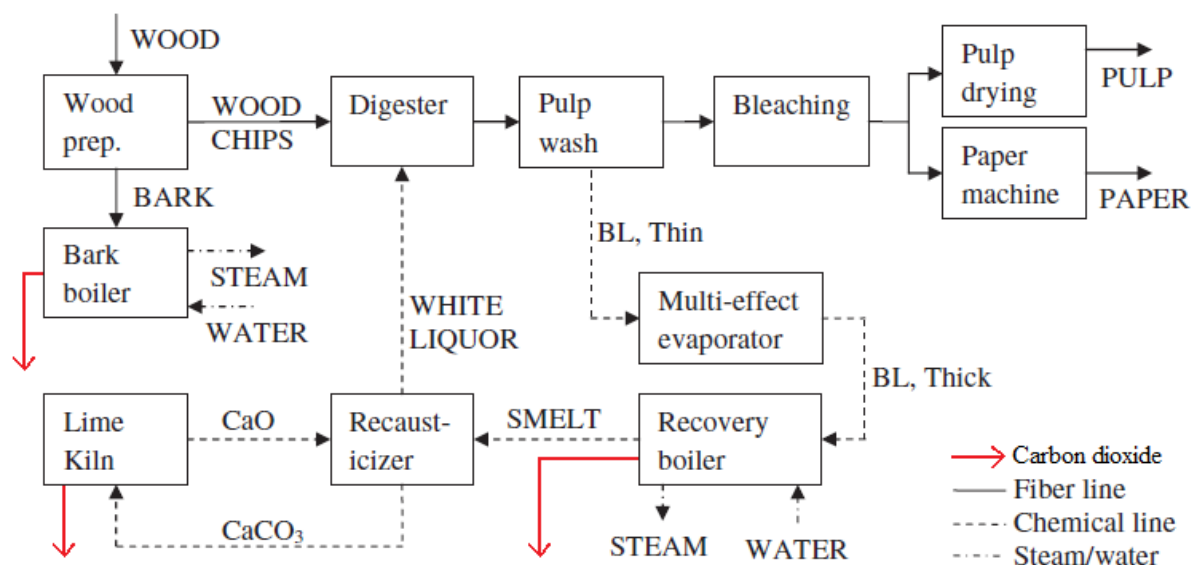 WOOD
Wood
prep.
WOOD
CHIPS
Digester
Pulp
wash
Bleaching
Pulp
drying
PULP
Paper
machine
PAPER
BARK
Bark
boiler
STEAM
WATER
WHITE
LIQUOR
BL, Thin
Multi-effect
evaporator
BL, Thick
Lime
Kiln
CaO
Recaust-
icizer
SMELT
Recovery
boiler
CaCO₃
STEAM
WATER
Carbon dioxide
Fiber line
Chemical line
Steam/water